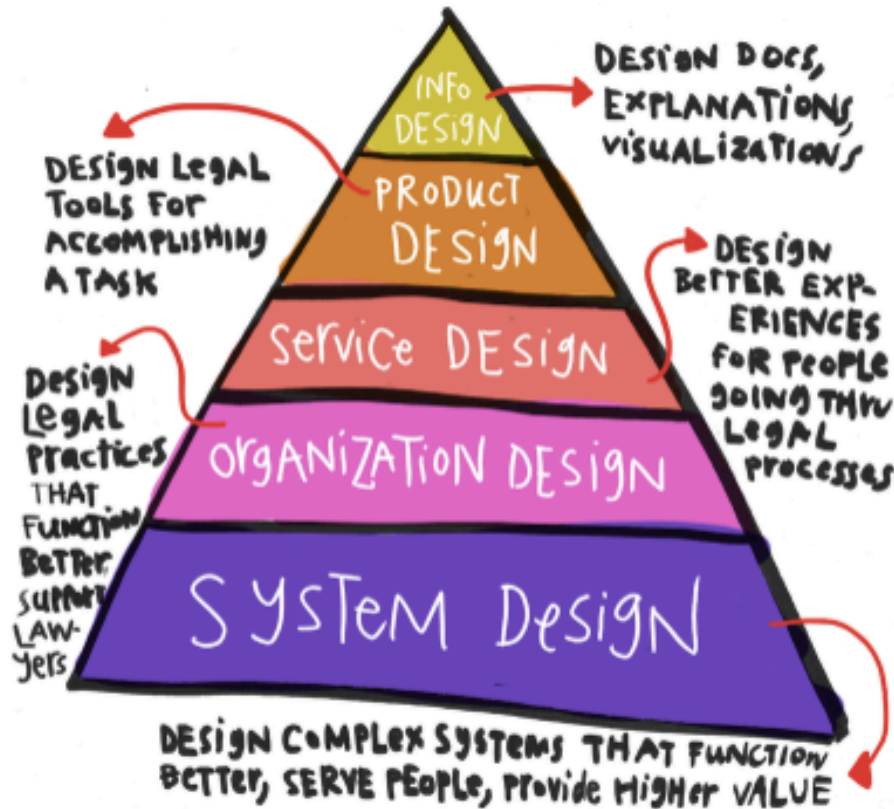 INFO
DESIGN
DESIGN DOCS,
EXPLANATIONS,
VISUALIZATIONS
PRODUCT
DESIGN
DESIGN LEGAL
TOOLS FOR
ACCOMPLISHING
A TASK
SERVICE DESIGN
DESIGN
BETTER EXP-
ERIENCES
FOR PEOPLE
GOING THRU
LEGAL
PROCESSES
ORGANIZATION DESIGN
DESIGN
LEGAL
PRACTICES
THAT
FUNCTION
BETTER,
SUPPORT
LAW-
YERS
SYSTEM DESIGN
DESIGN COMPLEX SYSTEMS THAT FUNCTION
BETTER, SERVE PEOPLE, PROVIDE HIGHER VALUE